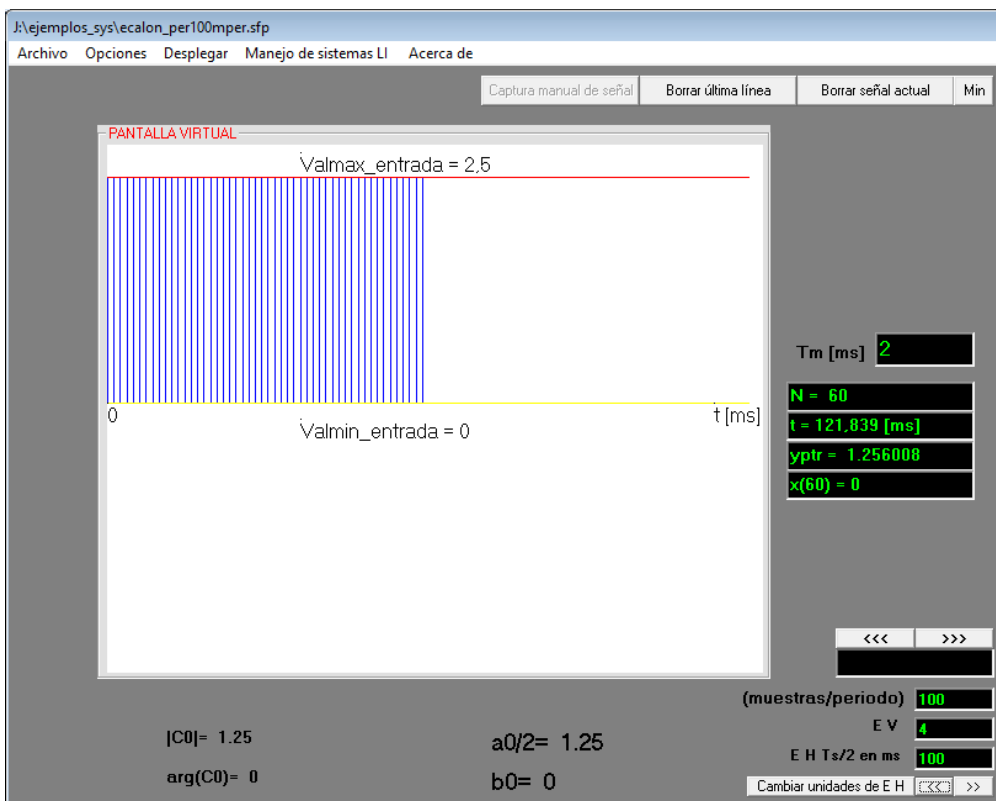 J:\ejemplos_sys\ecalon_per100mper.sfp
Archivo Opciones Desplegar Manejo de sistemas LI Acerca de
Captura manual de señal Borrar última línea Borrar señal actual Min
PANTALLA VIRTUAL
Valmax_entrada = 2,5
0 t [ms]
Valmin_entrada = 0
Tm [ms] 2
N = 60
t = 121,839 [ms]
yptr = 1.256008
x(60) = 0
<<< >>>
(muestras/periodo) 100
E V 4
E H Ts/2 en ms 100
Cambiar unidades de E H << >>
|C0|= 1.25 a0/2= 1.25
arg(C0)= 0 b0= 0